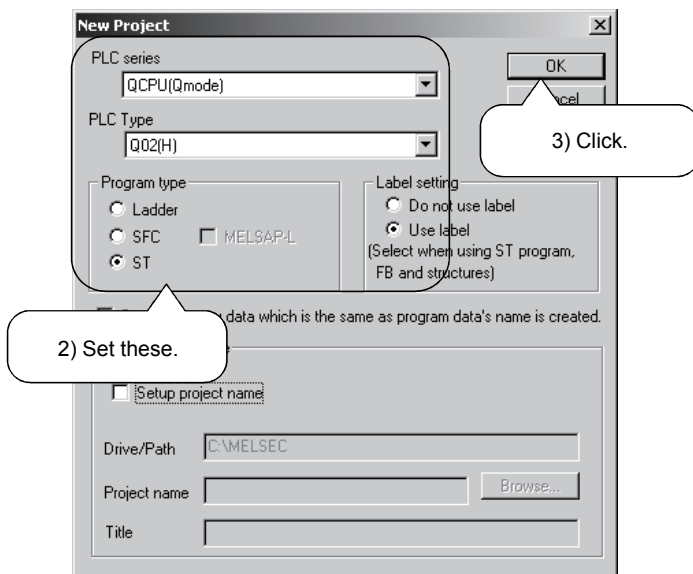 New Project
PLC series
QCPU(Qmode)
OK
cel
PLC Type
Q02(H)
3) Click.
Program type
Label setting
Ladder
Do not use label
SFC
MELSAP-L
Use label
ST
(Select when using ST program,
FB and structures)
data which is the same as program data's name is created.
2) Set these.
Setup project name
Drive/Path
C:\MELSEC
Project name
Browse...
Title